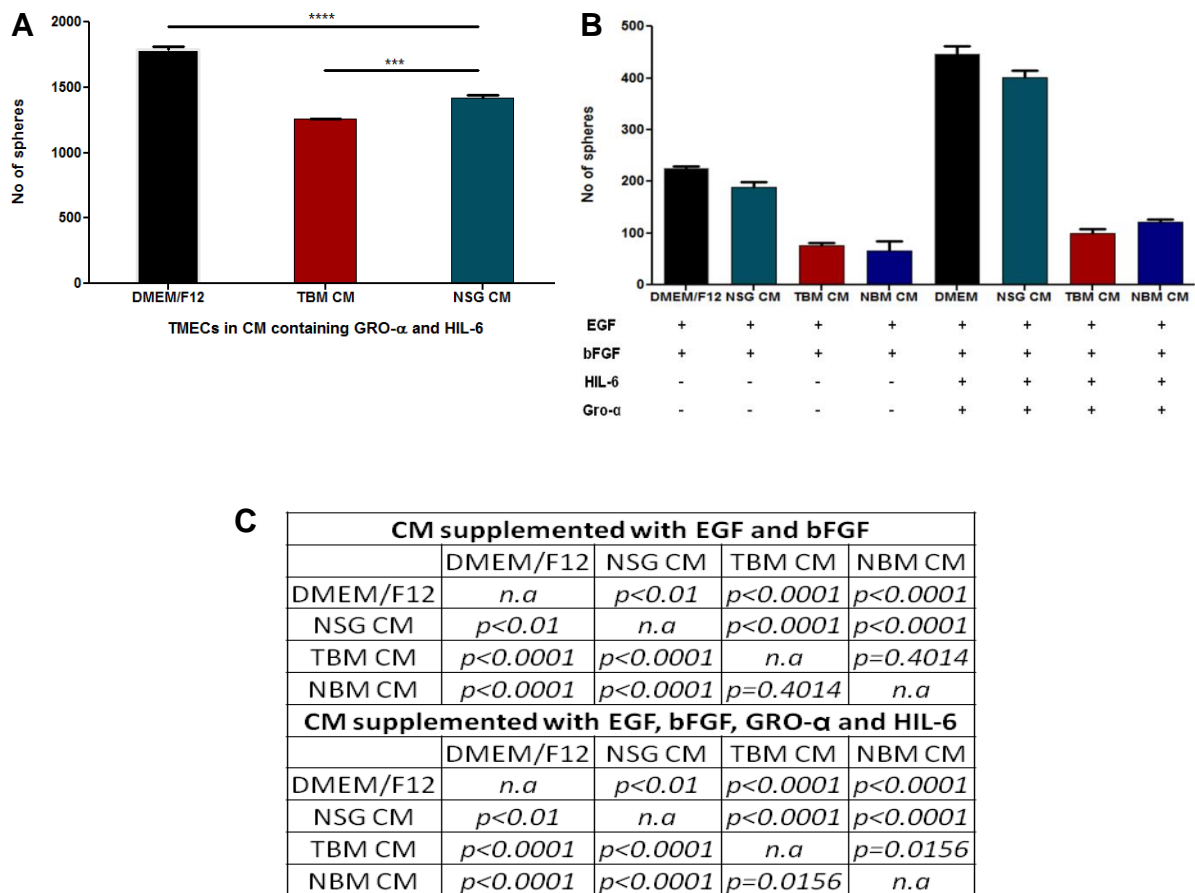 A
2000
1500
1000
500
0
No of spheres
****
***
DMEM/F12 TBM CM NSG CM
TMECs in CM containing GRO-α and HIL-6
B
500
400
300
200
100
0
No of spheres
DMEM/F12 NSG CM TBM CM NBM CM DMEM NSG CM TBM CM NBM CM
EGF + + + + + + + +
bFGF + + + + + + + +
HIL-6 - - - - + + + +
Gro-α - - - - + + + +
C
CM supplemented with EGF and bFGF
DMEM/F12 NSG CM TBM CM NBM CM
DMEM/F12 n.a p<0.01 p<0.0001 p<0.0001
NSG CM p<0.01 n.a p<0.0001 p<0.0001
TBM CM p<0.0001 p<0.0001 n.a p=0.4014
NBM CM p<0.0001 p<0.0001 p=0.4014 n.a
CM supplemented with EGF, bFGF, GRO-α and HIL-6
DMEM/F12 NSG CM TBM CM NBM CM
DMEM/F12 n.a p<0.01 p<0.0001 p<0.0001
NSG CM p<0.01 n.a p<0.0001 p<0.0001
TBM CM p<0.0001 p<0.0001 n.a p=0.0156
NBM CM p<0.0001 p<0.0001 p=0.0156 n.a